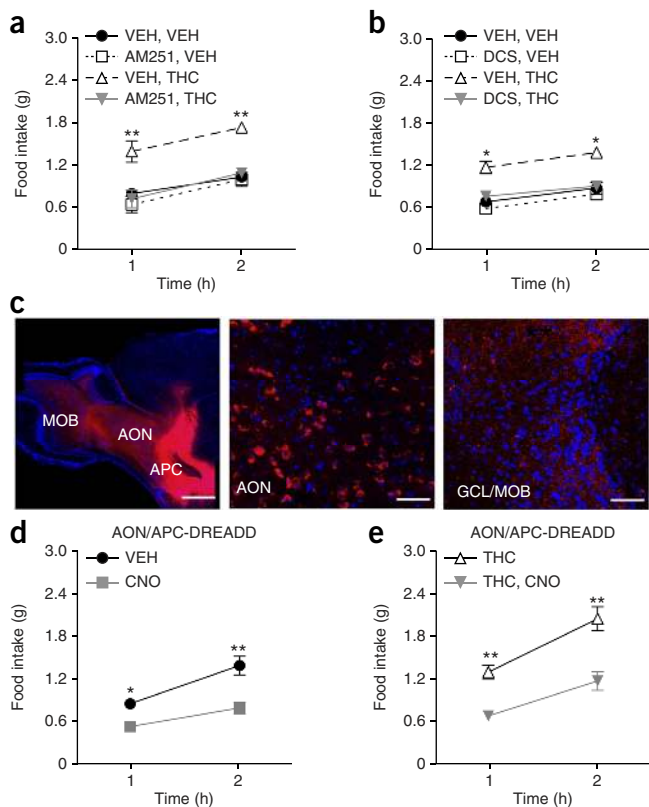 a
VEH, VEH
AM251, VEH
VEH, THC
AM251, THC
Food intake (g)
3.0
2.4
1.8
1.2
0.6
0
**
**
1
2
Time (h)
b
VEH, VEH
DCS, VEH
VEH, THC
DCS, THC
Food intake (g)
3.0
2.4
1.8
1.2
0.6
0
*
*
1
2
Time (h)
c
MOB
AON
APC
AON
GCL/MOB
d
AON/APC-DREADD
VEH
CNO
Food intake (g)
3.0
2.4
1.8
1.2
0.6
0
*
**
1
2
Time (h)
e
AON/APC-DREADD
THC
THC, CNO
Food intake (g)
3.0
2.4
1.8
1.2
0.6
0
**
**
1
2
Time (h)